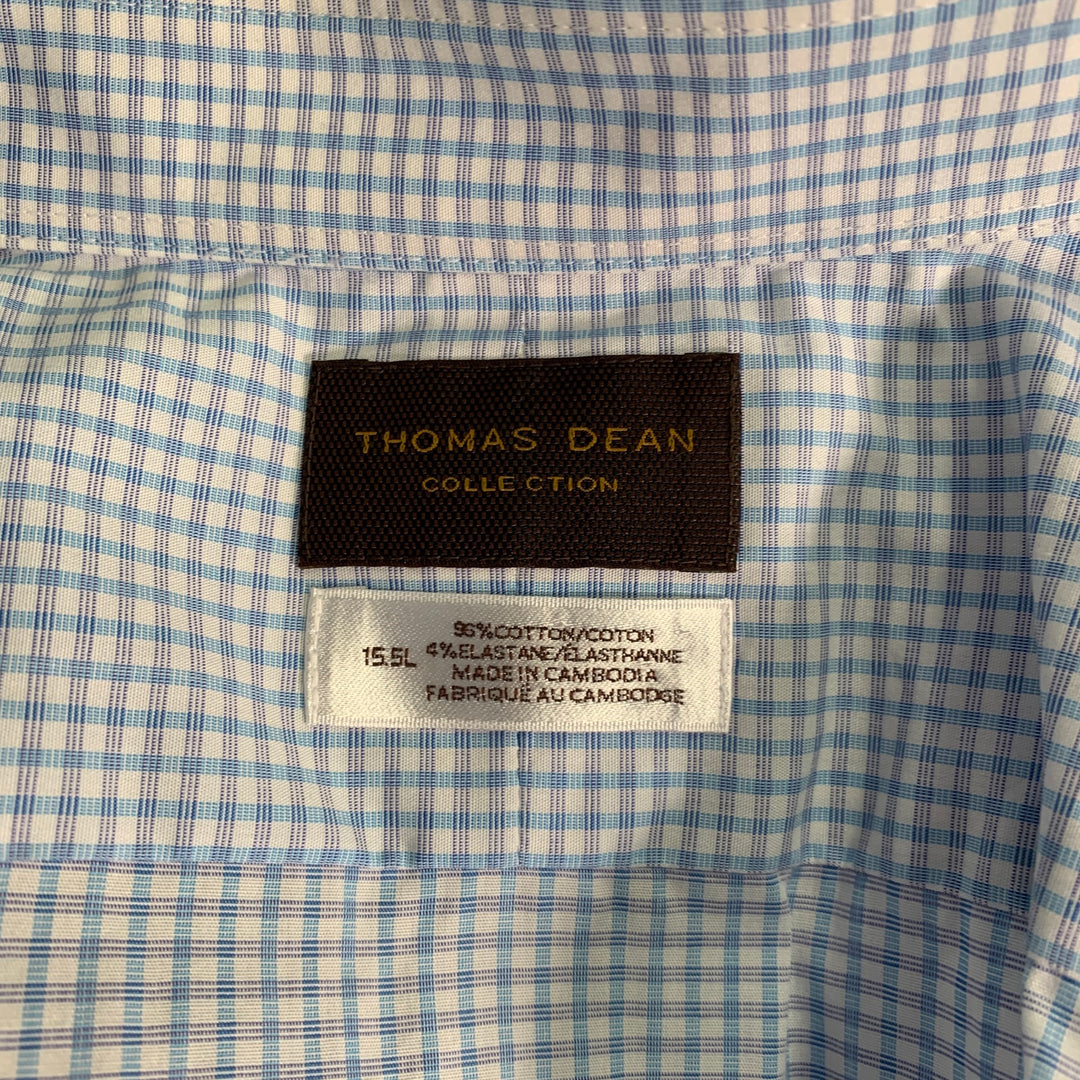 THOMAS DEAN
COLLECTION
15.5L
96%COTTON/COTON
4%ELASTANE/ÉLASTHANNE
MADE IN CAMBODIA
FABRIQUÉ AU CAMBODGE